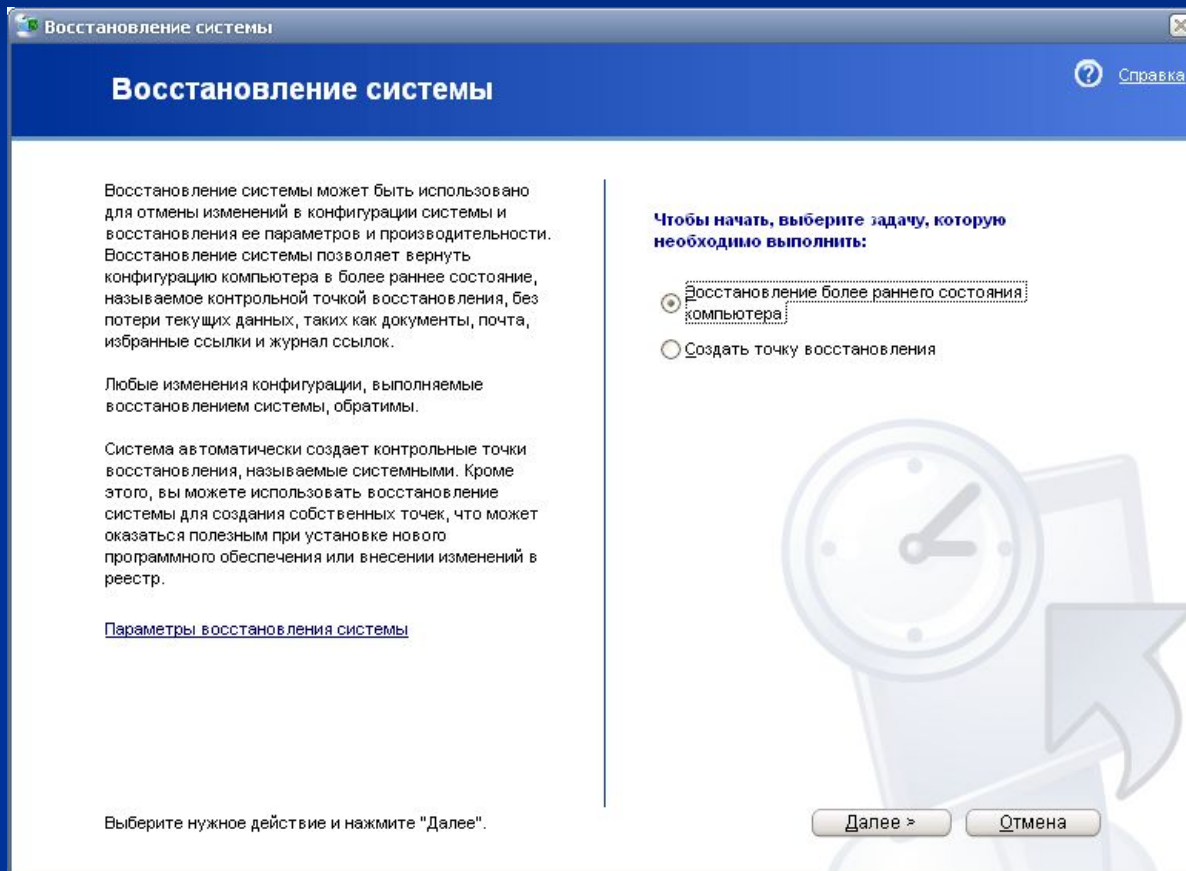 Восстановление системы
Восстановление системы
Справка
Восстановление системы может быть использовано
для отмены изменений в конфигурации системы и
восстановления ее параметров и производительности.
Восстановление системы позволяет вернуть
конфигурацию компьютера в более раннее состояние,
называемое контрольной точкой восстановления, без
потери текущих данных, таких как документы, почта,
избранные ссылки и журнал ссылок.
Любые изменения конфигурации, выполняемые
восстановлением системы, обратимы.
Система автоматически создает контрольные точки
восстановления, называемые системными. Кроме
этого, вы можете использовать восстановление
системы для создания собственных точек, что может
оказаться полезным при установке нового
программного обеспечения или внесении изменений в
реестр.
Параметры восстановления системы
Выберите нужное действие и нажмите "Далее".
Чтобы начать, выберите задачу, которую
необходимо выполнить:
Восстановление более раннего состояния
компьютера
Создать точку восстановления
Далее >
Отмена